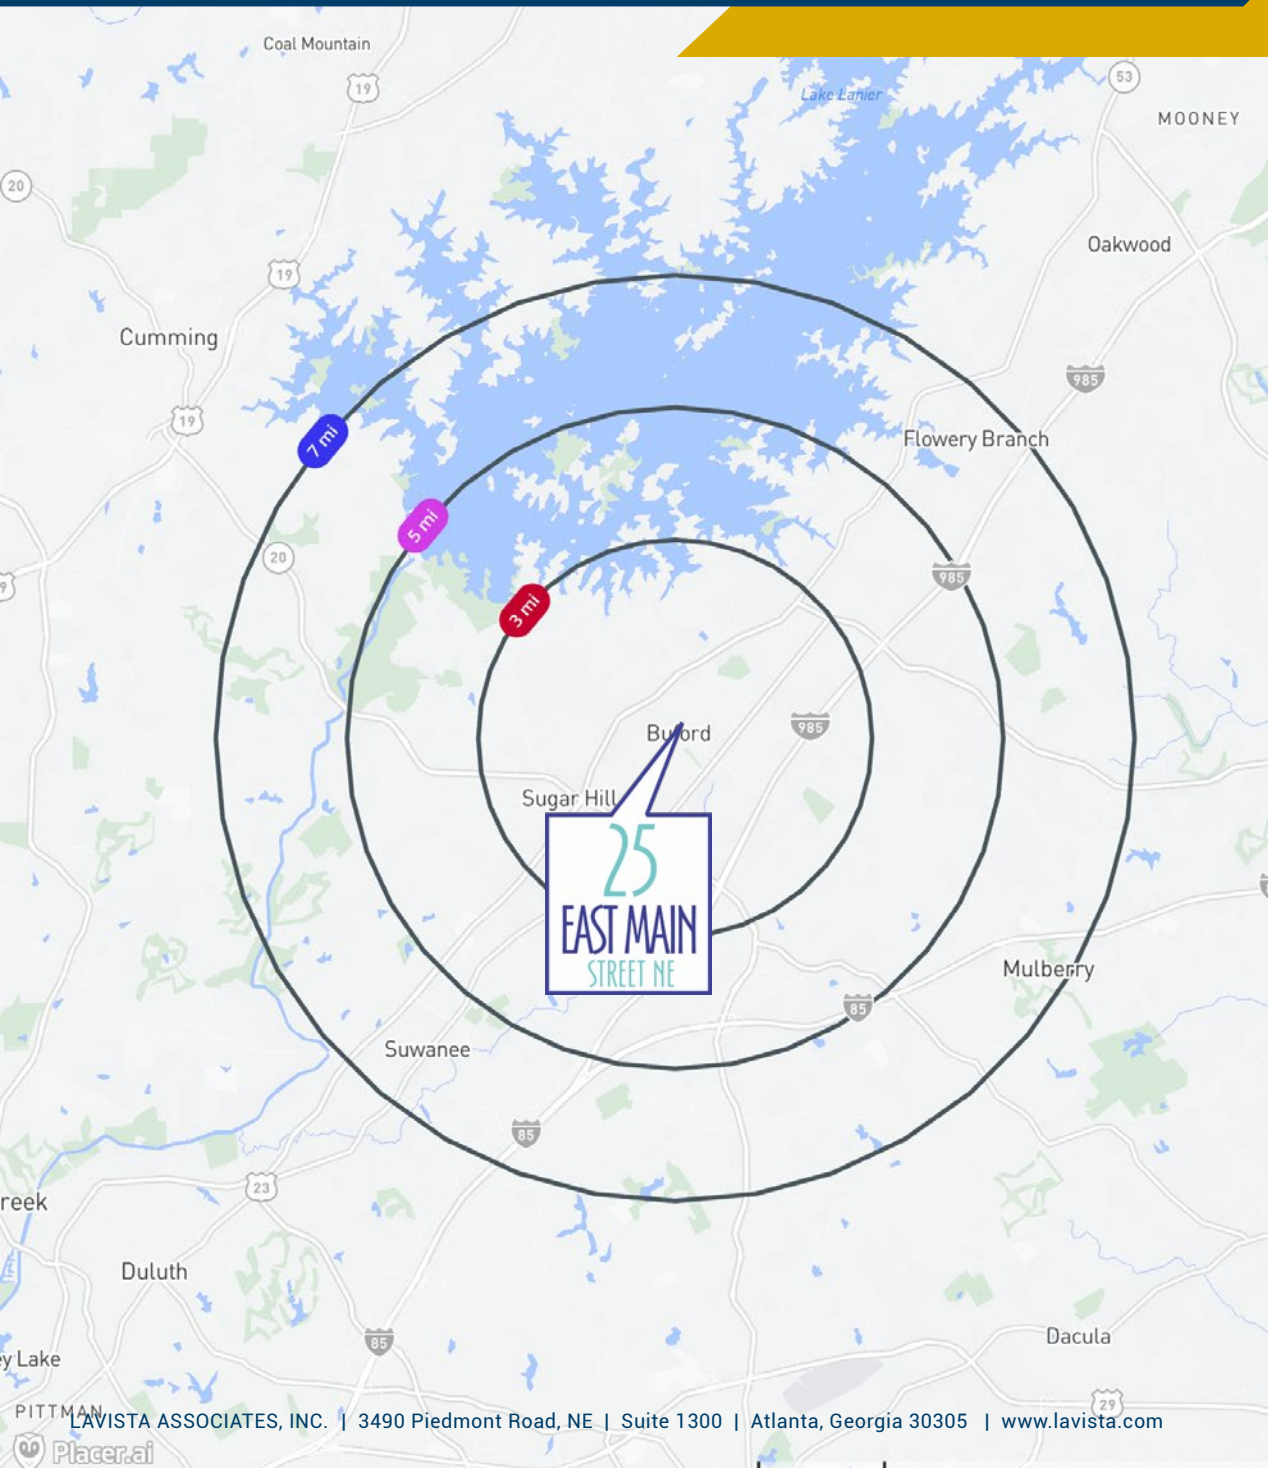 Coal Mountain
19
53
Lake Lanier
MOONEY
20
Oakwood
19
Cumming
985
19
7 mi
Flowery Branch
5 mi
20
985
9
3 mi
985
Buford
Sugar Hill
25
EAST MAIN
STREET NE
Mulberry
85
Suwanee
85
23
reek
Duluth
85
Dacula
ey Lake
29
PITTMAN
LAVISTA ASSOCIATES, INC. | 3490 Piedmont Road, NE | Suite 1300 | Atlanta, Georgia 30305 | www.lavista.com
Placer.ai